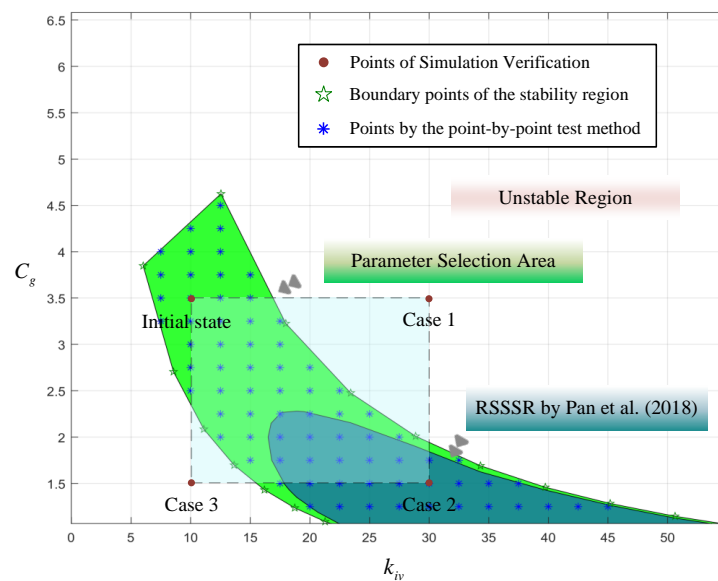 6.5
6
5.5
5
4.5
4
3.5
3
2.5
2
1.5
C_g
Points of Simulation Verification
Boundary points of the stability region
Points by the point-by-point test method
Unstable Region
Parameter Selection Area
Initial state
Case 1
RSSSR by Pan et al. (2018)
Case 3
Case 2
0 5 10 15 20 25 30 35 40 45 50
k_iv